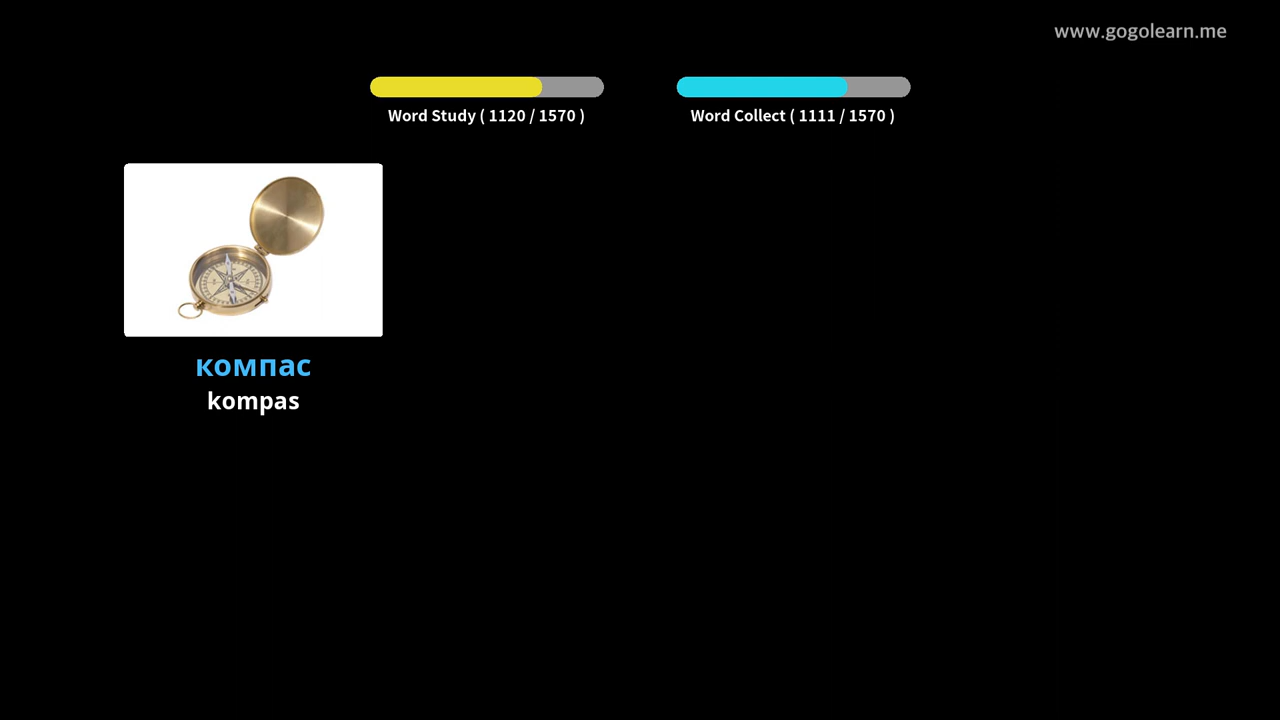 www.gogolearn.me
Word Study ( 1120 / 1570 )
Word Collect ( 1111 / 1570 )
компас
kompas